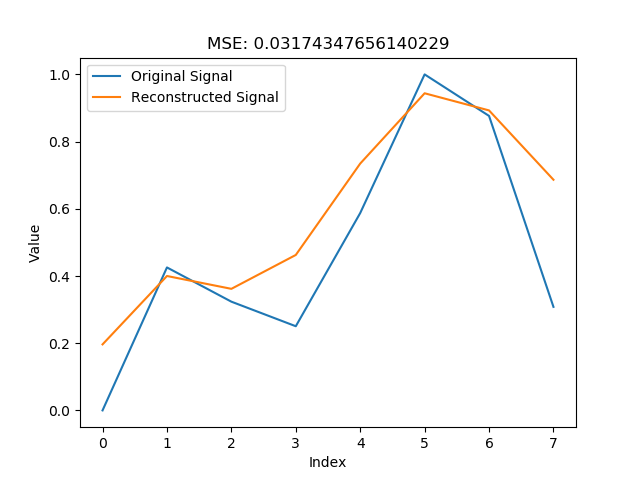 MSE: 0.03174347656140229
Original Signal
Reconstructed Signal
1.0
0.8
0.6
0.4
0.2
0.0
Value
0 1 2 3 4 5 6 7
Index